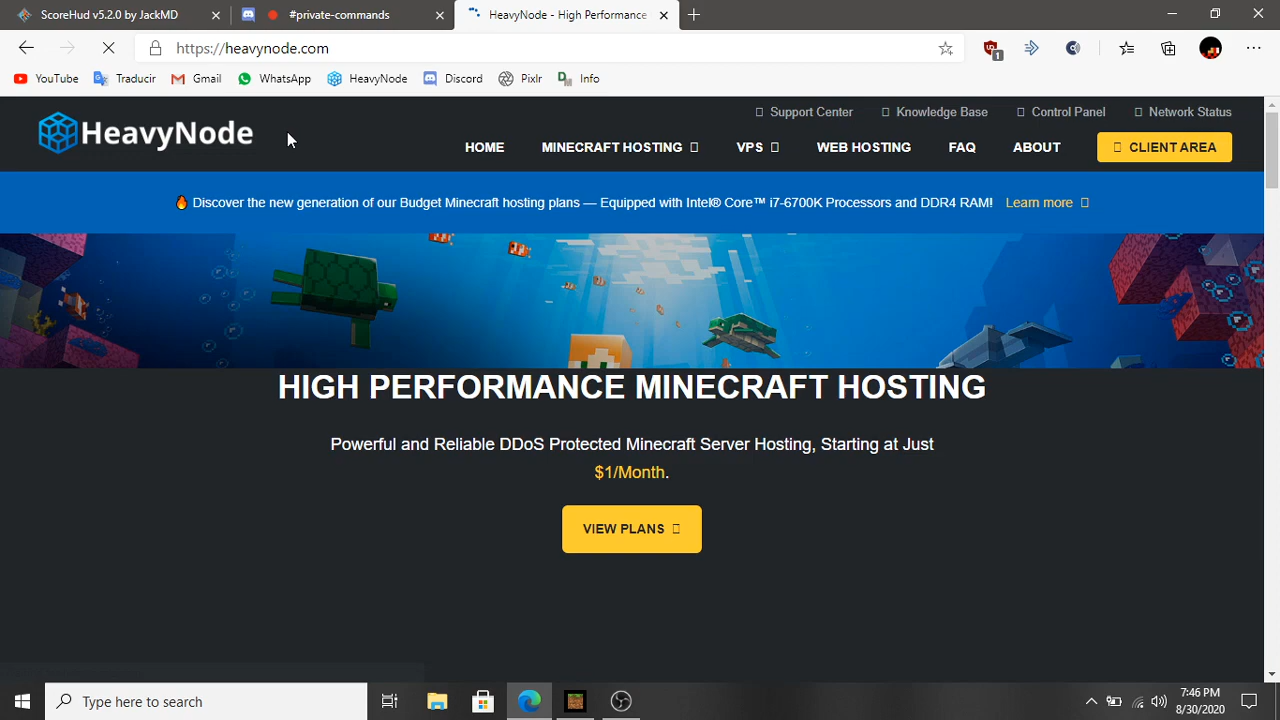 ScoreHud v5.2.0 by JackMD
#private-commands
HeavyNode - High Performance
https://heavynode.com
1
YouTube Traducir Gmail WhatsApp HeavyNode Discord Pixlr Info
Support Center Knowledge Base Control Panel Network Status
HeavyNode
HOME MINECRAFT HOSTING VPS WEB HOSTING FAQ ABOUT CLIENT AREA
Discover the new generation of our Budget Minecraft hosting plans — Equipped with Intel® Core™ i7-6700K Processors and DDR4 RAM! Learn more
HIGH PERFORMANCE MINECRAFT HOSTING
Powerful and Reliable DDoS Protected Minecraft Server Hosting, Starting at Just
$1/Month.
VIEW PLANS
Type here to search
7:46 PM
8/30/2020